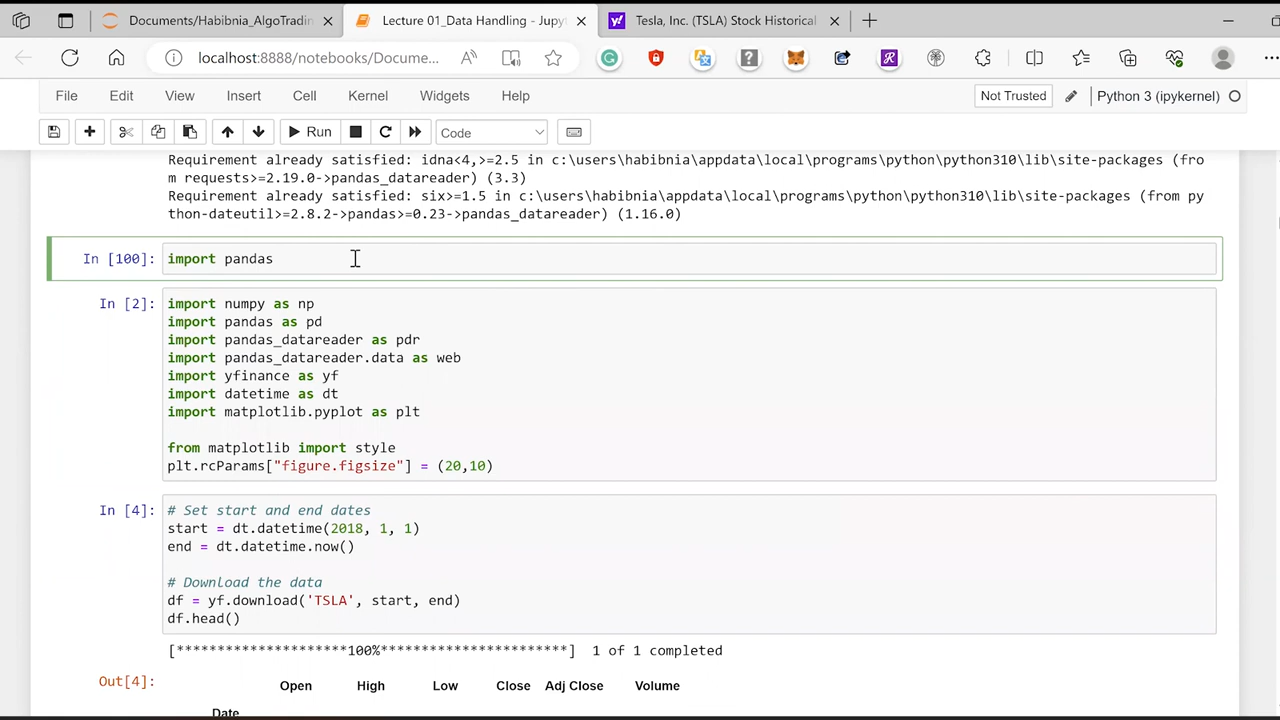 Documents/Habibnia_AlgoTradin
Lecture 01_Data Handling - Jupyt
Tesla, Inc. (TSLA) Stock Historical
localhost:8888/notebooks/Docume...
File Edit View Insert Cell Kernel Widgets Help
Not Trusted
Python 3 (ipykernel)
Run
Code
Requirement already satisfied: idna<4,>=2.5 in c:\users\habibnia\appdata\local\programs\python\python310\lib\site-packages (fro
m requests>=2.19.0->pandas_datareader) (3.3)
Requirement already satisfied: six>=1.5 in c:\users\habibnia\appdata\local\programs\python\python310\lib\site-packages (from py
thon-dateutil>=2.8.2->pandas>=0.23->pandas_datareader) (1.16.0)
In [100]: import pandas
In [2]: import numpy as np
import pandas as pd
import pandas_datareader as pdr
import pandas_datareader.data as web
import yfinance as yf
import datetime as dt
import matplotlib.pyplot as plt
from matplotlib import style
plt.rcParams["figure.figsize"] = (20,10)
In [4]: # Set start and end dates
start = dt.datetime(2018, 1, 1)
end = dt.datetime.now()
# Download the data
df = yf.download('TSLA', start, end)
df.head()
[*********************100%***********************] 1 of 1 completed
Out[4]:
Open High Low Close Adj Close Volume
Date